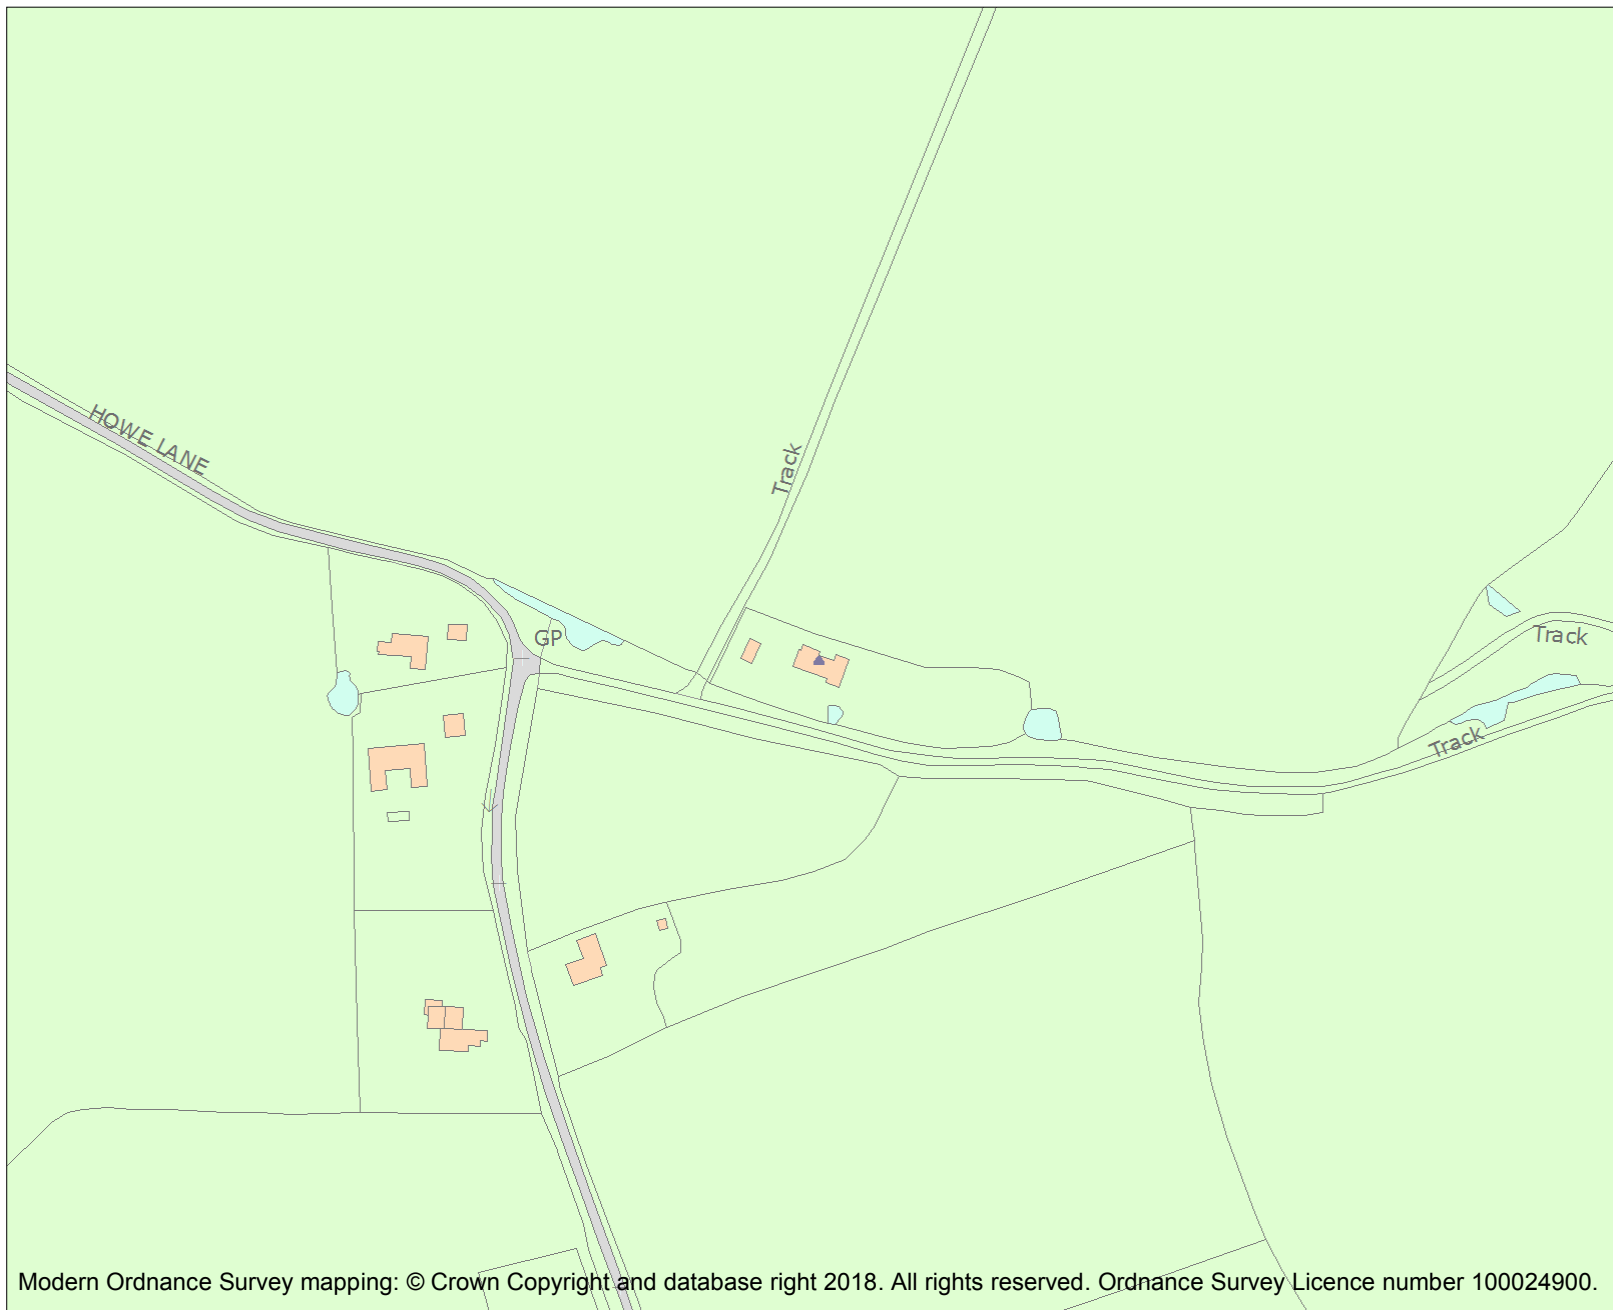 HOWE LANE
Track
GP
Track
Track
Modern Ordnance Survey mapping: © Crown Copyright and database right 2018. All rights reserved. Ordnance Survey Licence number 100024900.